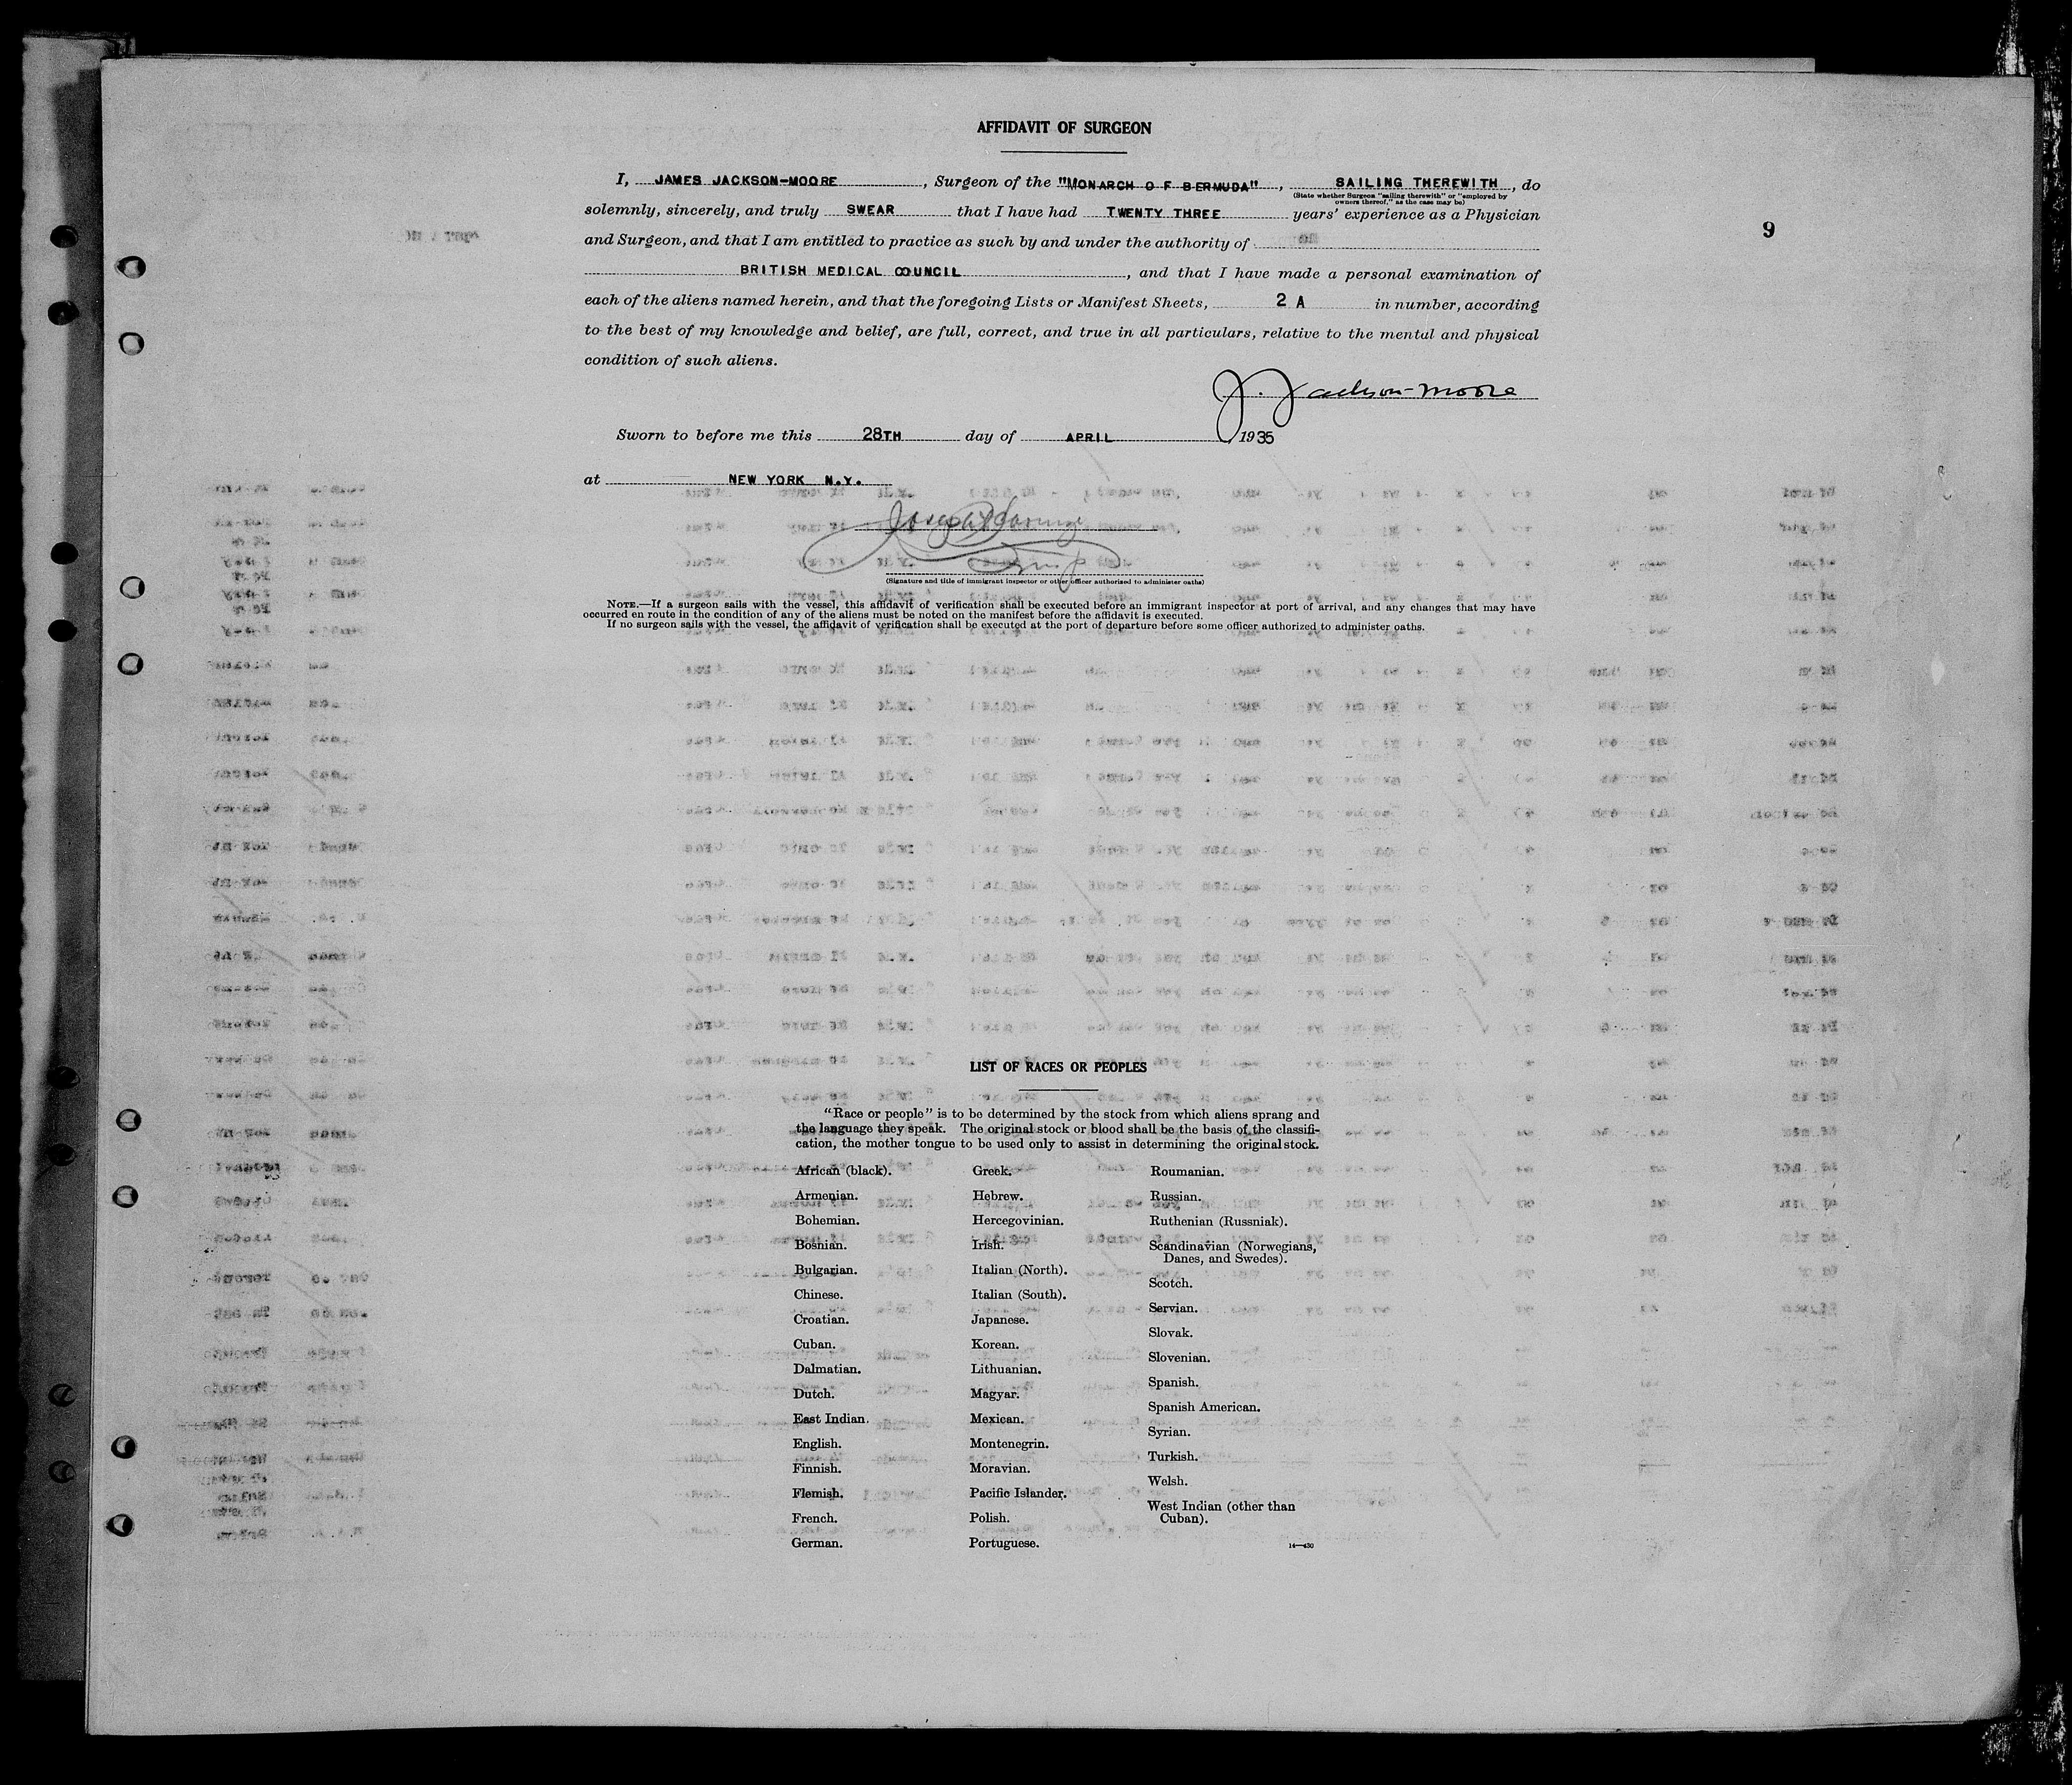 AFFIDAVIT OF SURGEON
I, JAMES JACKSON-MOORE, Surgeon of the "MONARCH OF BERMUDA", SAILING THEREWITH, do
(State whether Surgeon "sailing therewith" or "employed by
owners thereof," as the case may be)
solemnly, sincerely, and truly SWEAR that I have had TWENTY THREE years' experience as a Physician
9
and Surgeon, and that I am entitled to practice as such by and under the authority of
BRITISH MEDICAL COUNCIL, and that I have made a personal examination of
each of the aliens named herein, and that the foregoing Lists or Manifest Sheets, 2 A in number, according
to the best of my knowledge and belief, are full, correct, and true in all particulars, relative to the mental and physical
condition of such aliens.
J. Jackson-Moore
Sworn to before me this 28TH day of APRIL, 1935
at NEW YORK N.Y.
(Signature and title of immigrant inspector or other officer authorized to administer oaths)
NOTE.—If a surgeon sails with the vessel, this affidavit of verification shall be executed before an immigrant inspector at port of arrival, and any changes that may have
occurred en route in the condition of any of the aliens must be noted on the manifest before the affidavit is executed.
If no surgeon sails with the vessel, the affidavit of verification shall be executed at the port of departure before some officer authorized to administer oaths.
LIST OF RACES OR PEOPLES
"Race or people" is to be determined by the stock from which aliens sprang and
the language they speak. The original stock or blood shall be the basis of the classifi-
cation, the mother tongue to be used only to assist in determining the original stock.
African (black).
Armenian.
Bohemian.
Bosnian.
Bulgarian.
Chinese.
Croatian.
Cuban.
Dalmatian.
Dutch.
East Indian.
English.
Finnish.
Flemish.
French.
German.
Greek.
Hebrew.
Hercegovinian.
Irish.
Italian (North).
Italian (South).
Japanese.
Korean.
Lithuanian.
Magyar.
Mexican.
Montenegrin.
Moravian.
Pacific Islander.
Polish.
Portuguese.
Roumanian.
Russian.
Ruthenian (Russniak).
Scandinavian (Norwegians,
Danes, and Swedes).
Scotch.
Servian.
Slovak.
Slovenian.
Spanish.
Spanish American.
Syrian.
Turkish.
Welsh.
West Indian (other than
Cuban).
14—430